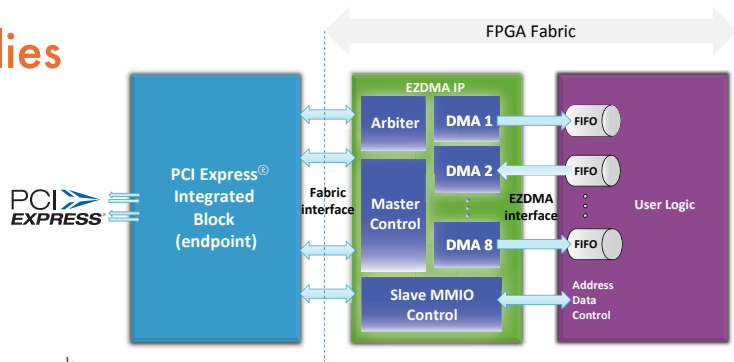 lies
FPGA Fabric
EZDMA IP
Arbiter
DMA 1
FIFO
DMA 2
FIFO
PCI Express®
Integrated
Block
(endpoint)
PCI
EXPRESS®
Fabric
interface
Master
Control
EZDMA
interface
User Logic
DMA 8
FIFO
Slave MMIO
Control
Address
Data
Control